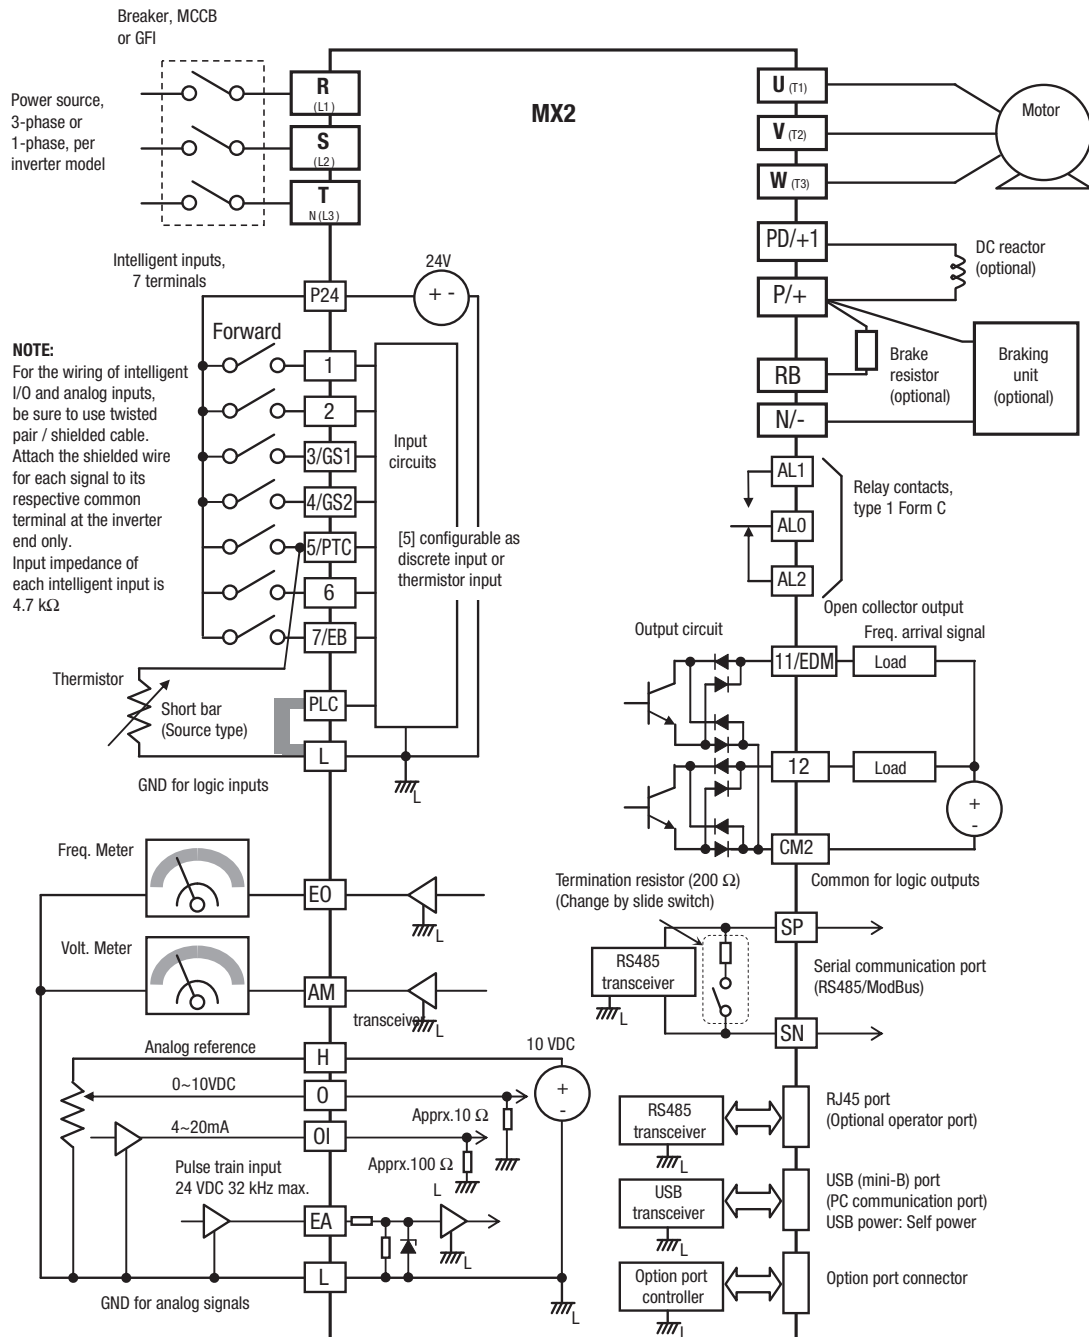 Breaker, MCCB
or GFI
Power source,
3-phase or
1-phase, per
inverter model
R
(L1)
S
(L2)
T
N (L3)
MX2
U (T1)
V (T2)
W (T3)
Motor
PD/+1
P/+
DC reactor
(optional)
RB
Brake
resistor
(optional)
Braking
unit
(optional)
N/-
Intelligent inputs,
7 terminals
24V
+ -
P24
Forward
NOTE:
For the wiring of intelligent
I/O and analog inputs,
be sure to use twisted
pair / shielded cable.
Attach the shielded wire
for each signal to its
respective common
terminal at the inverter
end only.
Input impedance of
each intelligent input is
4.7 kΩ
1
2
3/GS1
4/GS2
5/PTC
6
7/EB
PLC
L
Input
circuits
[5] configurable as
discrete input or
thermistor input
Thermistor
Short bar
(Source type)
GND for logic inputs
L
AL1
AL0
AL2
Relay contacts,
type 1 Form C
Open collector output
Output circuit
Freq. arrival signal
11/EDM
Load
12
Load
+
-
CM2
Common for logic outputs
Freq. Meter
EO
L
Volt. Meter
AM
transceiver
L
Termination resistor (200 Ω)
(Change by slide switch)
SP
RS485
transceiver
L
Serial communication port
(RS485/ModBus)
SN
Analog reference
H
10 VDC
+
-
0~10VDC
O
Apprx.10 Ω
4~20mA
OI
Apprx.100 Ω
L
Pulse train input
24 VDC 32 kHz max.
EA
L
L
GND for analog signals
L
RS485
transceiver
L
RJ45 port
(Optional operator port)
USB
transceiver
L
USB (mini-B) port
(PC communication port)
USB power: Self power
Option port
controller
L
Option port connector